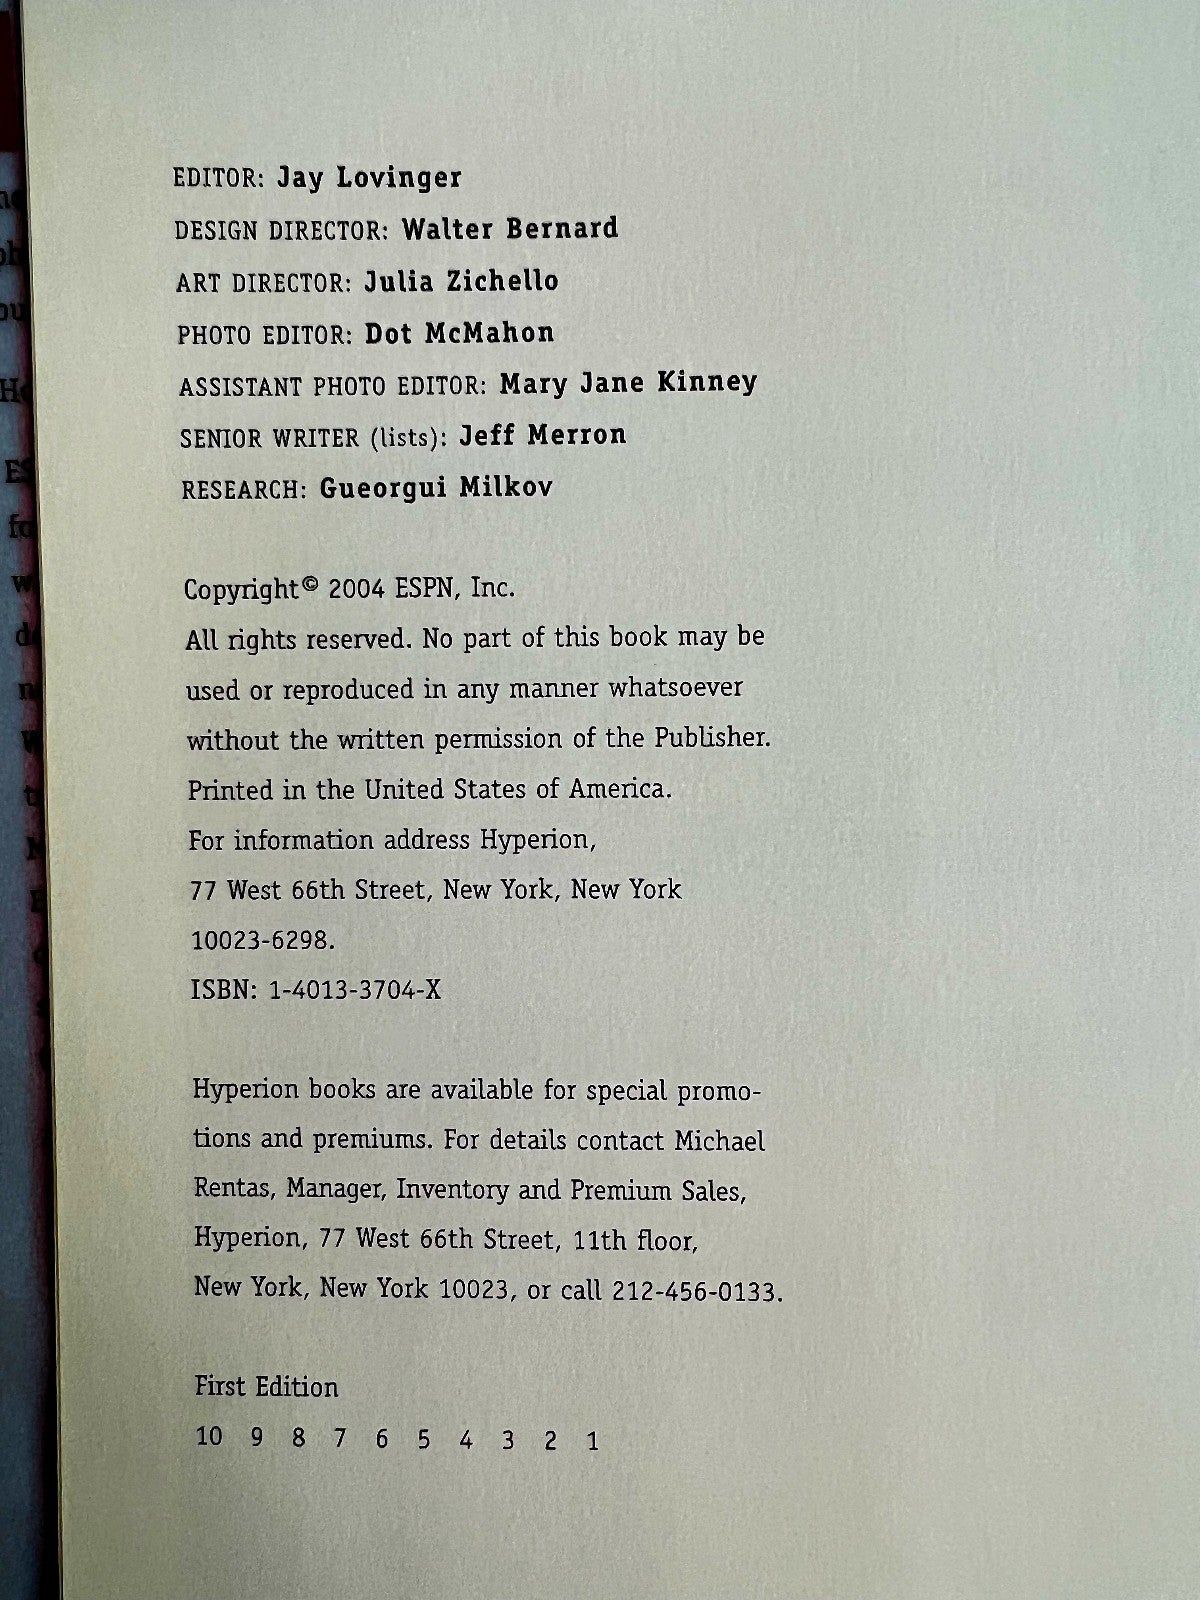 EDITOR: Jay Lovinger
DESIGN DIRECTOR: Walter Bernard
ART DIRECTOR: Julia Zichello
PHOTO EDITOR: Dot McMahon
ASSISTANT PHOTO EDITOR: Mary Jane Kinney
SENIOR WRITER (lists): Jeff Merron
RESEARCH: Gueorgui Milkov
Copyright© 2004 ESPN, Inc.
All rights reserved. No part of this book may be
used or reproduced in any manner whatsoever
without the written permission of the Publisher.
Printed in the United States of America.
For information address Hyperion,
77 West 66th Street, New York, New York
10023-6298.
ISBN: 1-4013-3704-X
Hyperion books are available for special promo-
tions and premiums. For details contact Michael
Rentas, Manager, Inventory and Premium Sales,
Hyperion, 77 West 66th Street, 11th floor,
New York, New York 10023, or call 212-456-0133.
First Edition
10 9 8 7 6 5 4 3 2 1